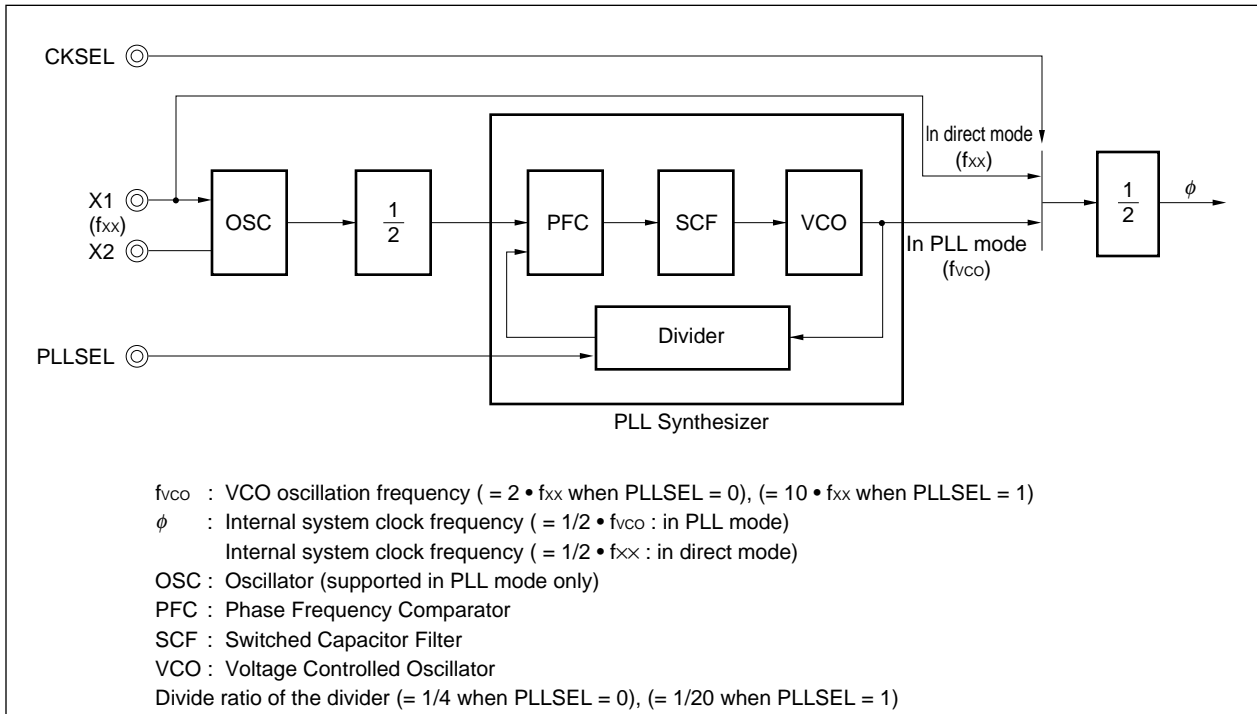 CKSEL
In direct mode
(fXX)
X1
(fXX)
X2
OSC
1
2
PFC
SCF
VCO
1
2
ϕ
In PLL mode
(fVCO)
Divider
PLLSEL
PLL Synthesizer
fVCO : VCO oscillation frequency ( = 2 • fXX when PLLSEL = 0), (= 10 • fXX when PLLSEL = 1)
ϕ : Internal system clock frequency ( = 1/2 • fVCO : in PLL mode)
Internal system clock frequency ( = 1/2 • fXX : in direct mode)
OSC : Oscillator (supported in PLL mode only)
PFC : Phase Frequency Comparator
SCF : Switched Capacitor Filter
VCO : Voltage Controlled Oscillator
Divide ratio of the divider (= 1/4 when PLLSEL = 0), (= 1/20 when PLLSEL = 1)